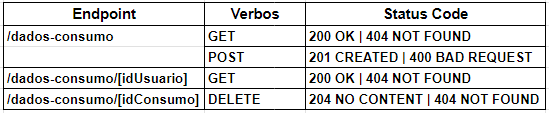 Endpoint Verbos Status Code
/dados-consumo GET 200 OK | 404 NOT FOUND
POST 201 CREATED | 400 BAD REQUEST
/dados-consumo/[idUsuario] GET 200 OK | 404 NOT FOUND
/dados-consumo/[idConsumo] DELETE 204 NO CONTENT | 404 NOT FOUND